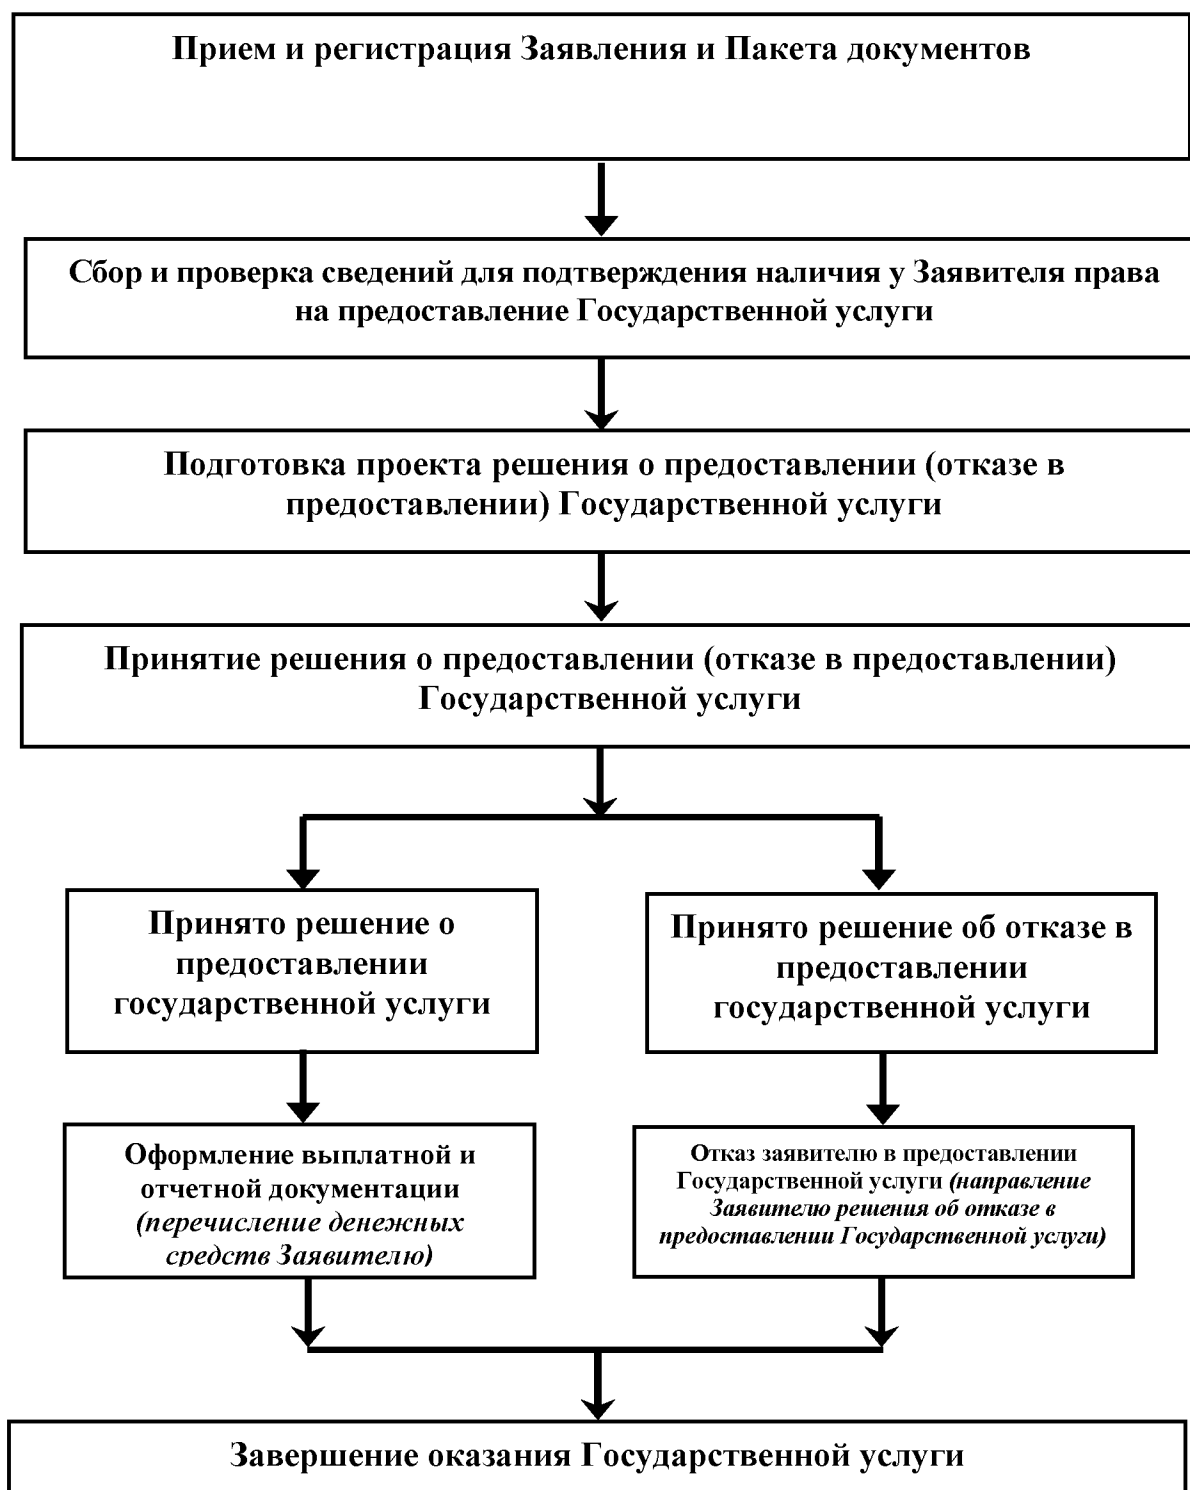 Прием и регистрация Заявления и Пакета документов
Сбор и проверка сведений для подтверждения наличия у Заявителя права
на предоставление Государственной услуги
Подготовка проекта решения о предоставлении (отказе в
предоставлении) Государственной услуги
Принятие решения о предоставлении (отказе в предоставлении)
Государственной услуги
Принято решение о
предоставлении
государственной услуги
Принято решение об отказе в
предоставлении
государственной услуги
Оформление выплатной и
отчетной документации
(перечисление денежных
средств Заявителю)
Отказ заявителю в предоставлении
Государственной услуги (направление
Заявителю решения об отказе в
предоставлении Государственной услуги)
Завершение оказания Государственной услуги